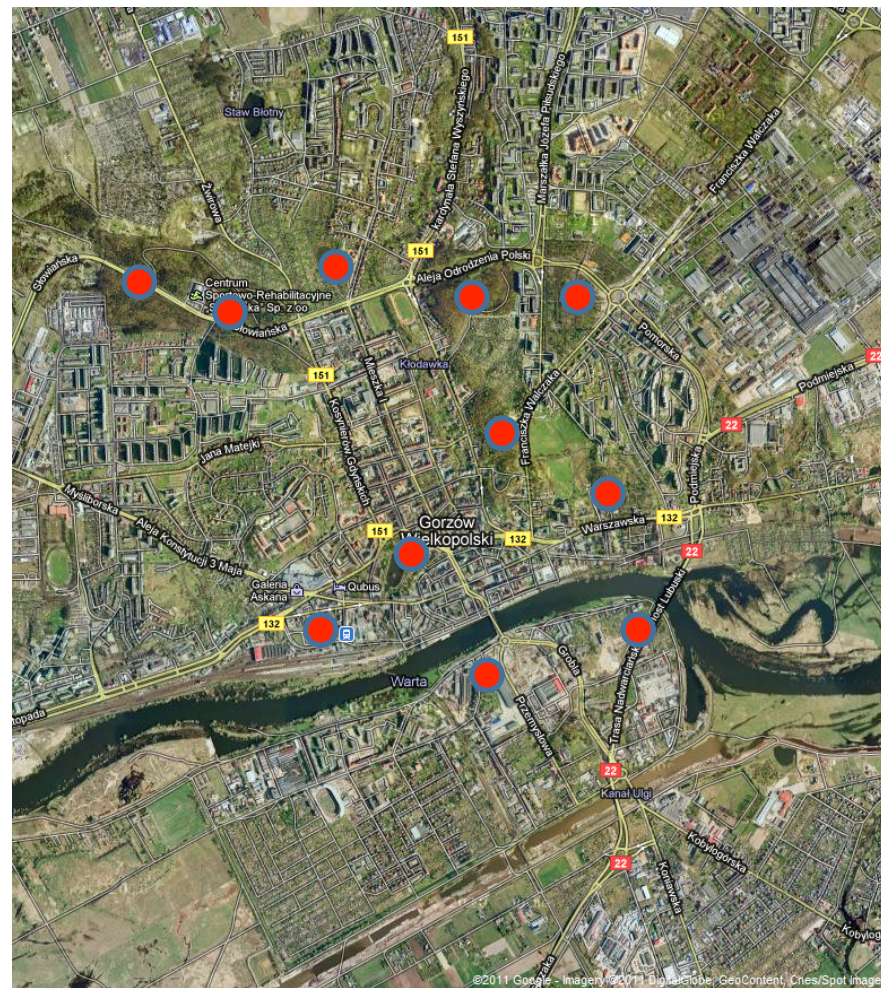 151
Staw Błotny
kardynała Stefana Wyszyńskiego
Marszałka Józefa Piłsudskiego
Franciszka Walczaka
Żwirowa
Słowiańska
151
Aleja Odrodzenia Polski
Centrum
Sportowo-Rehabilitacyjne
Sp. z oo
Słowiańska
Pomorska
Kłodawka
22
Podmiejska
151
Mieszka I
Kosynierów Gdyńskich
Franciszka Walczaka
22
Jana Matejki
Podmiejska
Myśliborska
Aleja Konstytucji 3 Maja
151
Gorzów
Wielkopolski
132
Warszawska
132
22
Galeria
Askana
Qubus
132
Most Lubuski
Grobla
Trasa Nadwarciańska
Warta
Przemysłowa
22
Kanał Ulgi
Kobylogórska
22
Koniawska
©2011 Google - Imagery ©2011 DigitalGlobe, GeoContent, Cnes/Spot Image